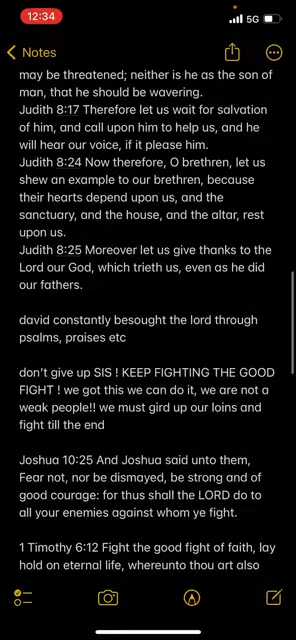 12:34
5G
Notes
may be threatened; neither is he as the son of
man, that he should be wavering.
Judith 8:17 Therefore let us wait for salvation
of him, and call upon him to help us, and he
will hear our voice, if it please him.
Judith 8:24 Now therefore, O brethren, let us
shew an example to our brethren, because
their hearts depend upon us, and the
sanctuary, and the house, and the altar, rest
upon us.
Judith 8:25 Moreover let us give thanks to the
Lord our God, which trieth us, even as he did
our fathers.
david constantly besought the lord through
psalms, praises etc
don’t give up SIS ! KEEP FIGHTING THE GOOD
FIGHT ! we got this we can do it, we are not a
weak people!! we must gird up our loins and
fight till the end
Joshua 10:25 And Joshua said unto them,
Fear not, nor be dismayed, be strong and of
good courage: for thus shall the LORD do to
all your enemies against whom ye fight.
1 Timothy 6:12 Fight the good fight of faith, lay
hold on eternal life, whereunto thou art also